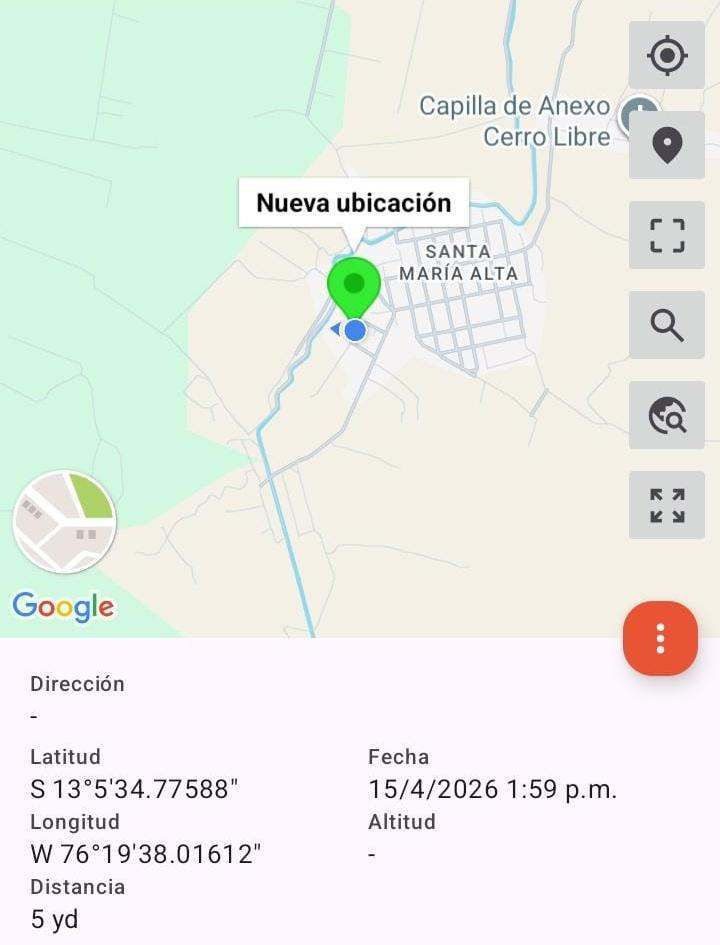 Capilla de Anexo
Cerro Libre
Nueva ubicación
SANTA
MARÍA ALTA
Google
Dirección
-
Latitud
S 13°5'34.77588"
Fecha
15/4/2026 1:59 p.m.
Longitud
W 76°19'38.01612"
Altitud
-
Distancia
5 yd